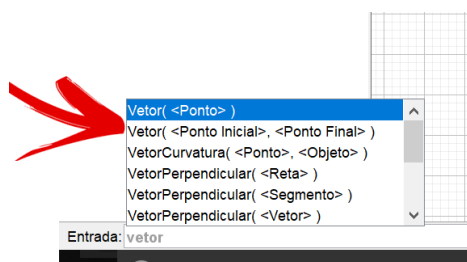 Vetor( <Ponto> )
Vetor( <Ponto Inicial>, <Ponto Final> )
VetorCurvatura( <Ponto>, <Objeto> )
VetorPerpendicular( <Reta> )
VetorPerpendicular( <Segmento> )
VetorPerpendicular( <Vetor> )
Entrada: vetor